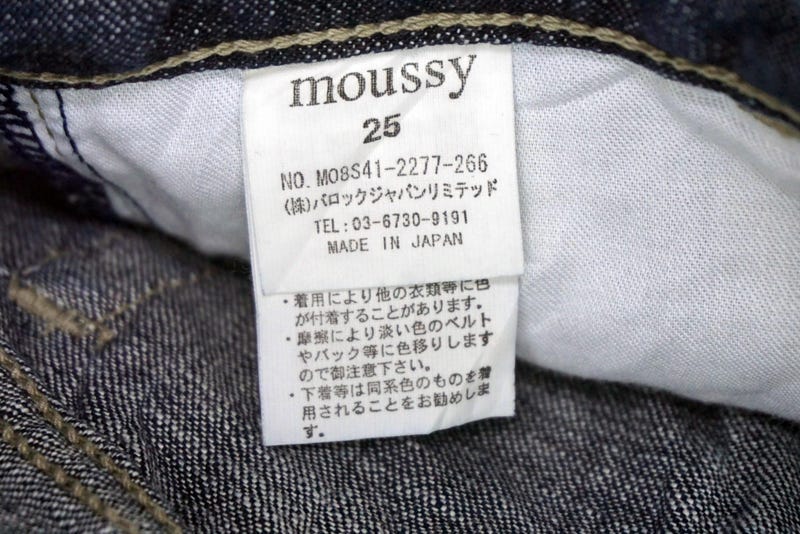 moussy
25
NO. M08S41-2277-266
(株)バロックジャパンリミテッド
TEL:03-6730-9191
MADE IN JAPAN
・着用により他の衣類等に色
が付着することがあります。
・摩擦により淡い色のベルト
やバック等に色移りします
ので御注意下さい。
・下着等は同系色のものを着
用されることをお勧めしま
す。